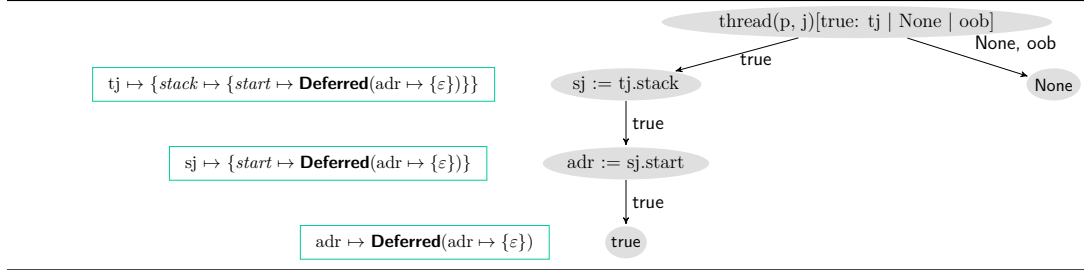 thread(p, j)[true: tj | None | oob]
None, oob
true
tj ↦ {stack ↦ {start ↦ Deferred(adr ↦ {ε})}}
sj := tj.stack
None
true
sj ↦ {start ↦ Deferred(adr ↦ {ε})}
adr := sj.start
true
adr ↦ Deferred(adr ↦ {ε})
true